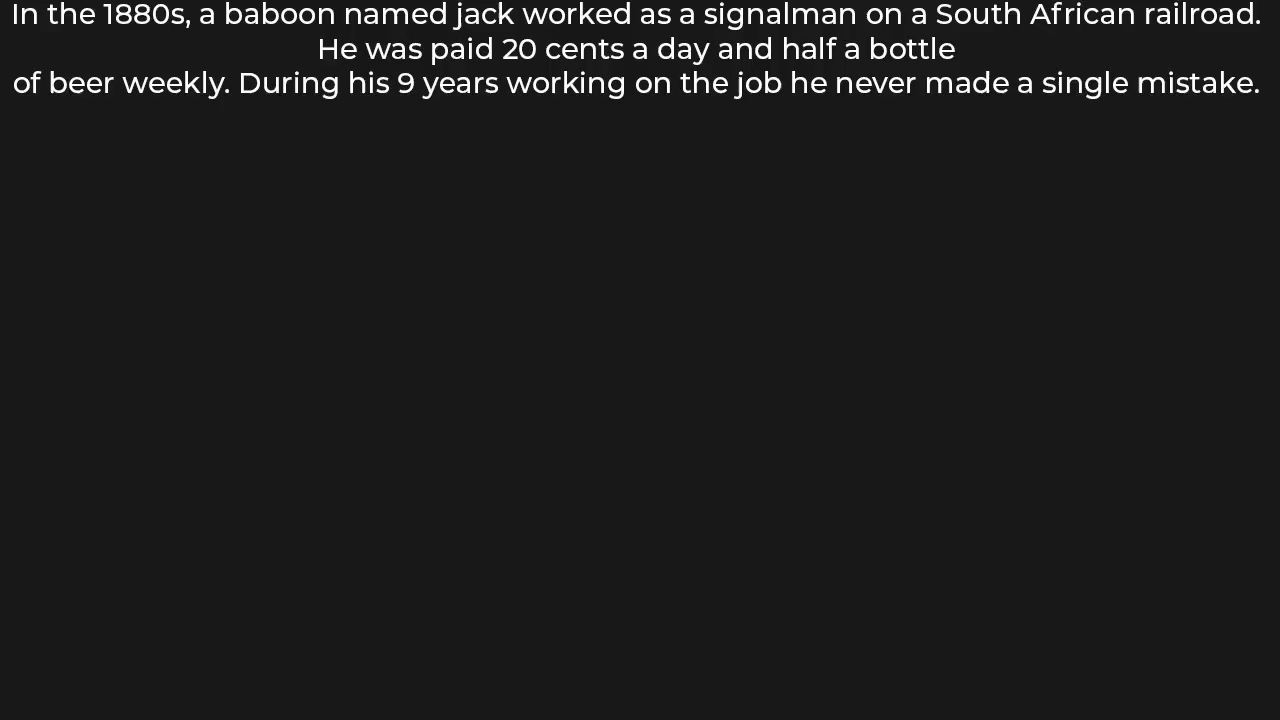 In the 1880s, a baboon named jack worked as a signalman on a South African railroad.
He was paid 20 cents a day and half a bottle
of beer weekly. During his 9 years working on the job he never made a single mistake.